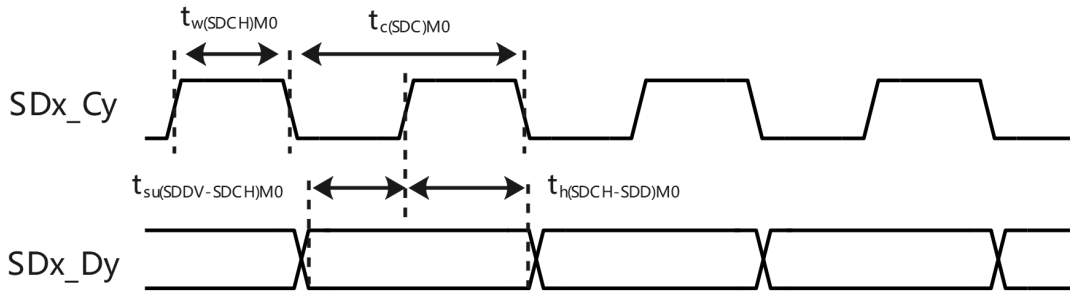 tw(SDCH)M0
tc(SDC)M0
SDx_Cy
tsu(SDDV-SDCH)M0
th(SDCH-SDD)M0
SDx_Dy